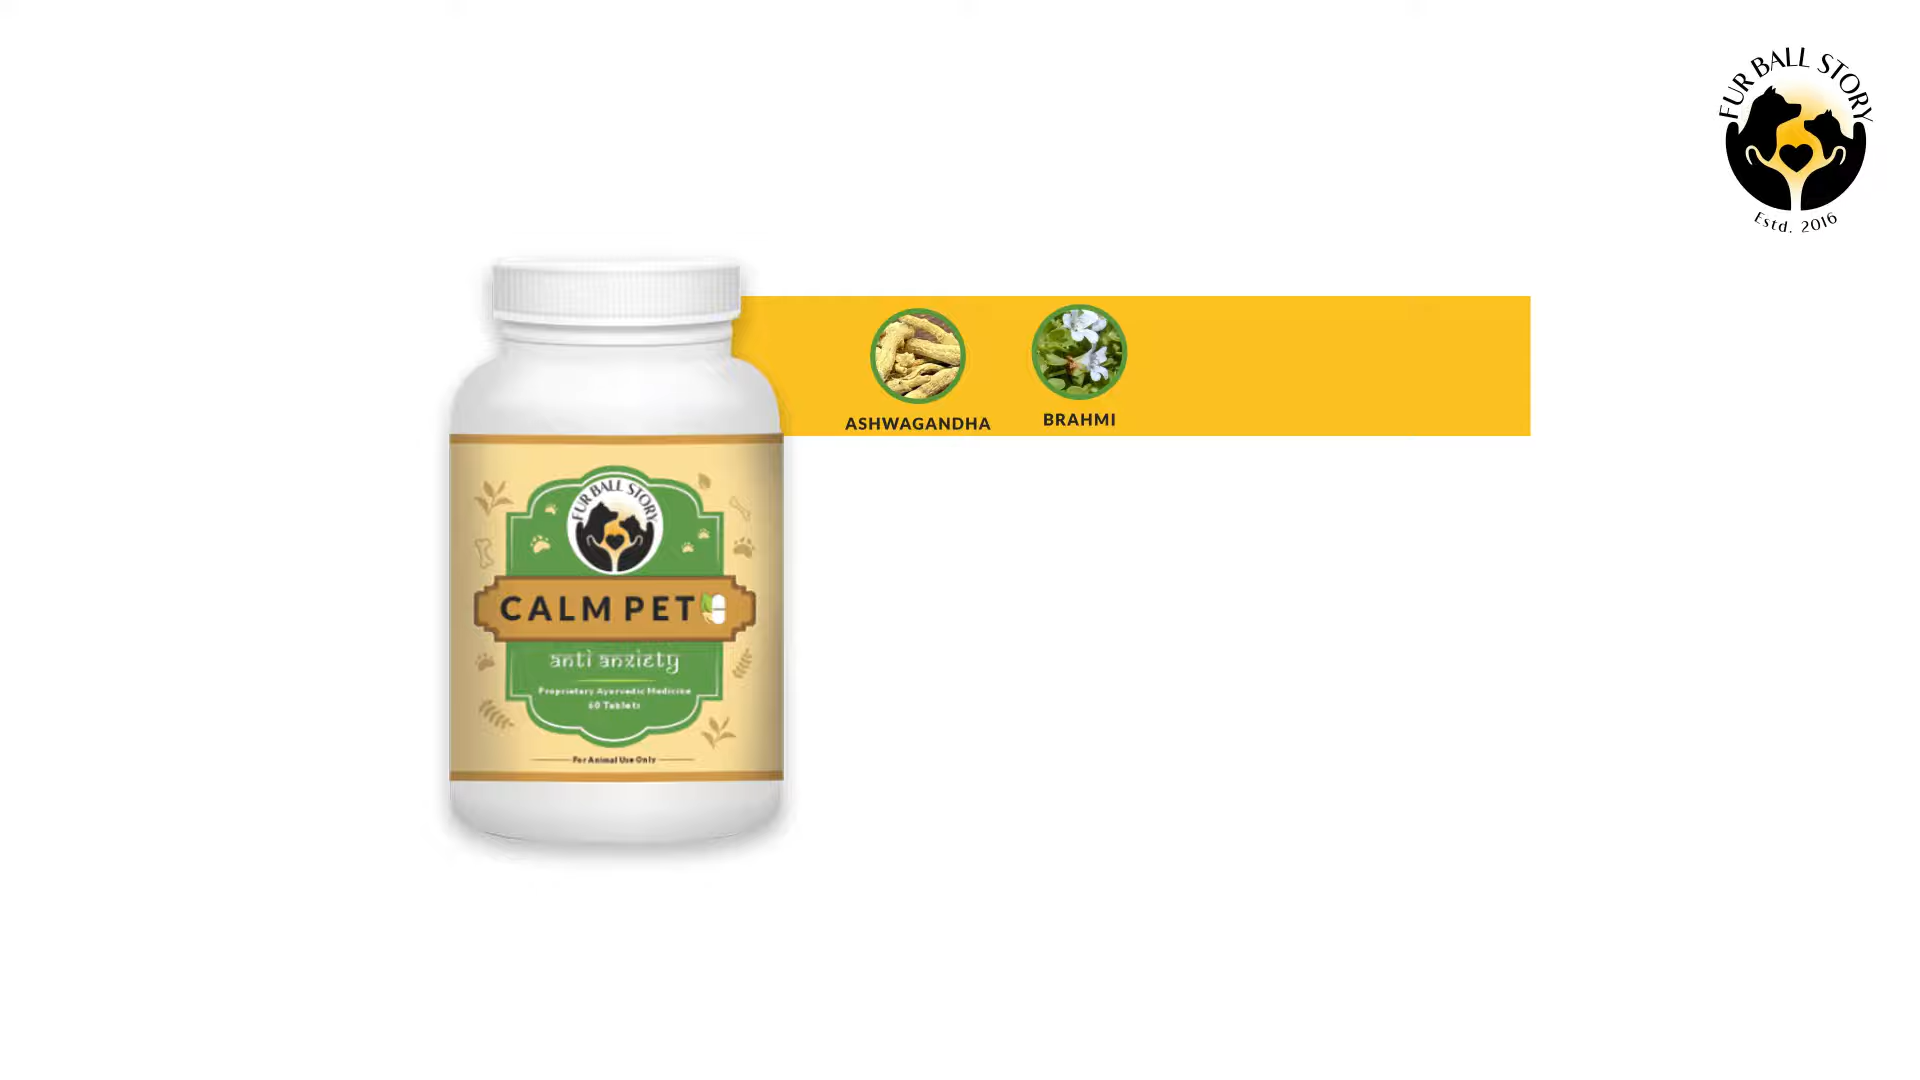 FUR BALL STORY
Estd. 2016
ASHWAGANDHA
BRAHMI
FUR BALL STORY
CALM PET
anti anxiety
Proprietary Ayurvedic Medicine
60 Tablets
For Animal Use Only